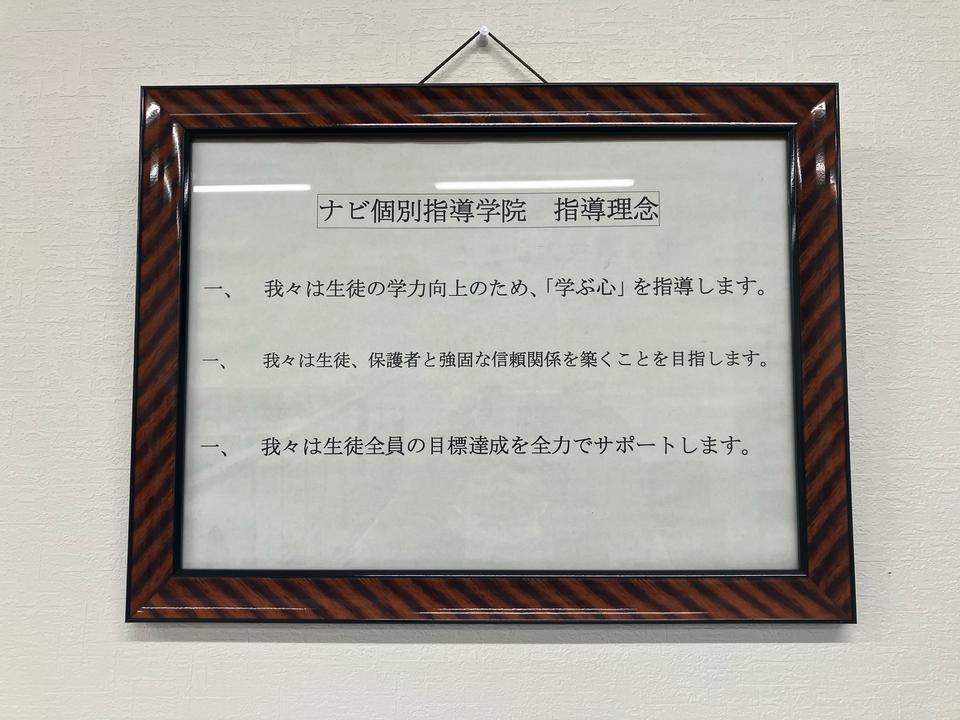 ナビ個別指導学院　指導理念
一、　我々は生徒の学力向上のため、「学ぶ心」を指導します。
一、　我々は生徒、保護者と強固な信頼関係を築くことを目指します。
一、　我々は生徒全員の目標達成を全力でサポートします。